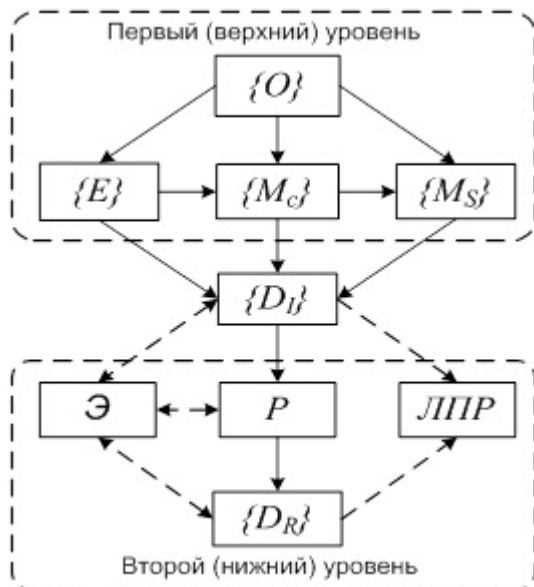 Первый (верхний) уровень
{O}
{E}
{M_c}
{M_S}
{D_I}
Э
P
ЛПР
{D_R}
Второй (нижний) уровень